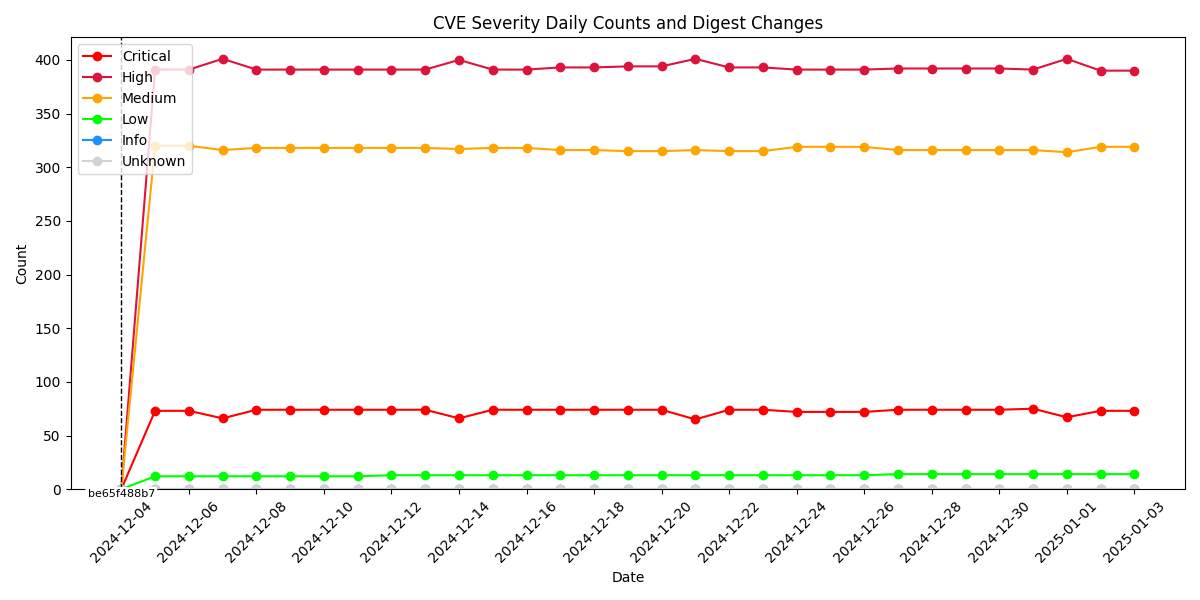 CVE Severity Daily Counts and Digest Changes
Critical
High
Medium
Low
Info
Unknown
400
350
300
250
200
150
100
50
0
Count
be65f488b7
2024-12-04
2024-12-06
2024-12-08
2024-12-10
2024-12-12
2024-12-14
2024-12-16
2024-12-18
2024-12-20
2024-12-22
2024-12-24
2024-12-26
2024-12-28
2024-12-30
2025-01-01
2025-01-03
Date